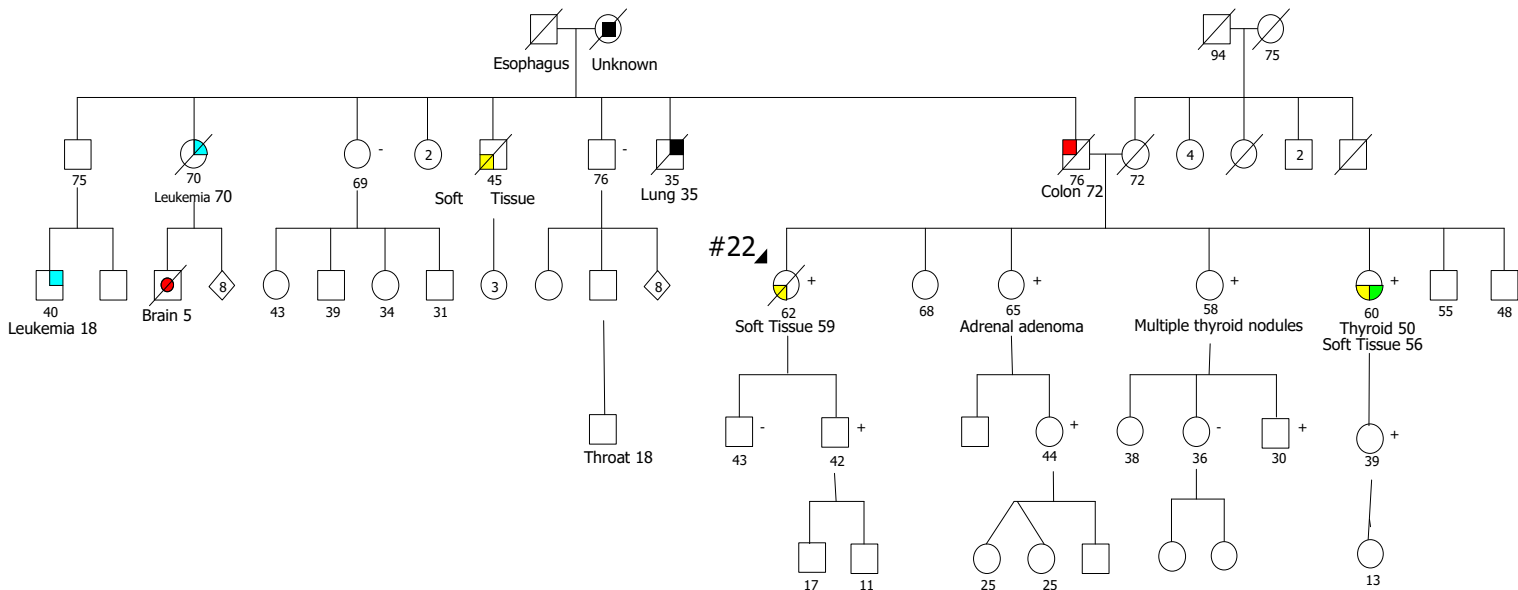 Esophagus Unknown 94 75
- 2 - 4 2
75 70 69 45 76 35 76 72
Leukemia 70 Soft Tissue Lung 35 Colon 72
#22
8 3 8 + + + +
40 43 39 34 31 62 68 65 58 60 55 48
Leukemia 18 Brain 5 Soft Tissue 59 Adrenal adenoma Multiple thyroid nodules Thyroid 50
Soft Tissue 56
- + + - + +
43 42 44 38 36 30 39
Throat 18
17 11 25 25 13